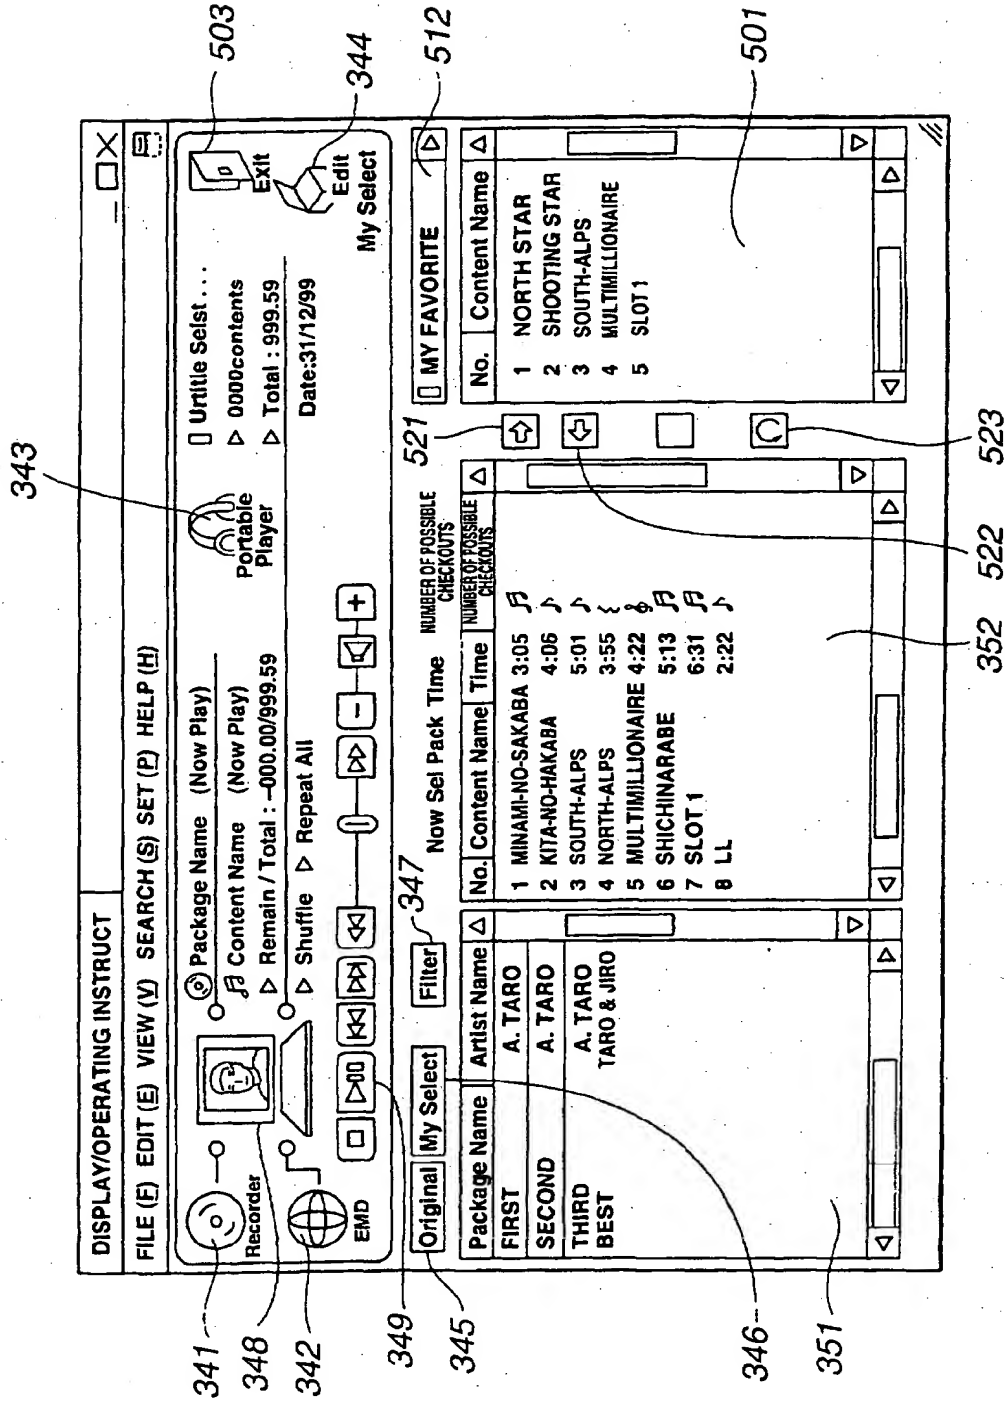 DISPLAY/OPERATING INSTRUCT
FILE (F) EDIT (E) VIEW (V) SEARCH (S) SET (P) HELP (H)
Recorder
EMD
Package Name (Now Play)
Content Name (Now Play)
Remain / Total : –000.00/999.59
Shuffle Repeat All
Portable
Player
Urtitle Selst...
0000contents
Total : 999.59
Date:31/12/99
Exit
Edit
My Select
Original My Select Filter
Now Sel Pack Time NUMBER OF POSSIBLE
CHECKOUTS
MY FAVORITE
Package Name Artist Name
FIRST A. TARO
SECOND A. TARO
THIRD A. TARO
BEST TARO & JIRO
No. Content Name Time NUMBER OF POSSIBLE
CHECKOUTS
1 MINAMI-NO-SAKABA 3:05
2 KITA-NO-HAKABA 4:06
3 SOUTH-ALPS 5:01
4 NORTH-ALPS 3:55
5 MULTIMILLIONAIRE 4:22
6 SHICHINARABE 5:13
7 SLOT 1 6:31
8 LL 2:22
No. Content Name
1 NORTH STAR
2 SHOOTING STAR
3 SOUTH-ALPS
4 MULTIMILLIONAIRE
5 SLOT 1
341
348
342
349
345
346
351
347
343
503
344
512
501
521
522
523
352